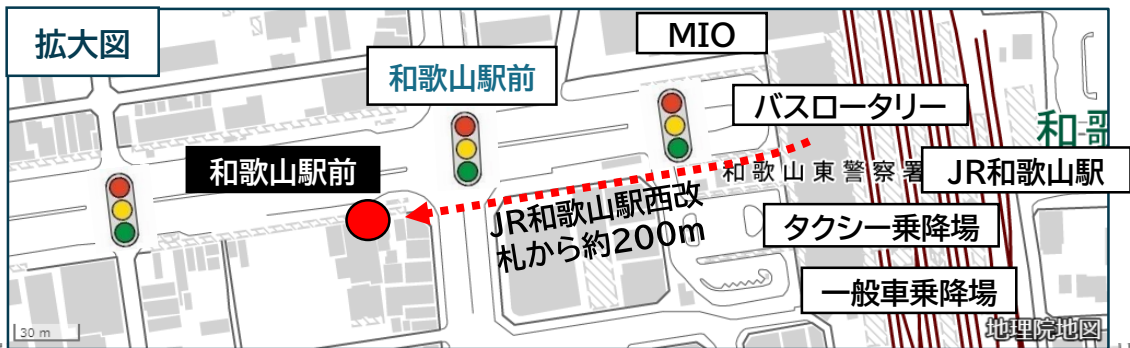 拡大図
MIO
和歌山駅前
バスロータリー
和歌
和歌山駅前
和歌山東警察署
JR和歌山駅
JR和歌山駅西改
札から約200m
タクシー乗降場
一般車乗降場
30 m
地理院地図